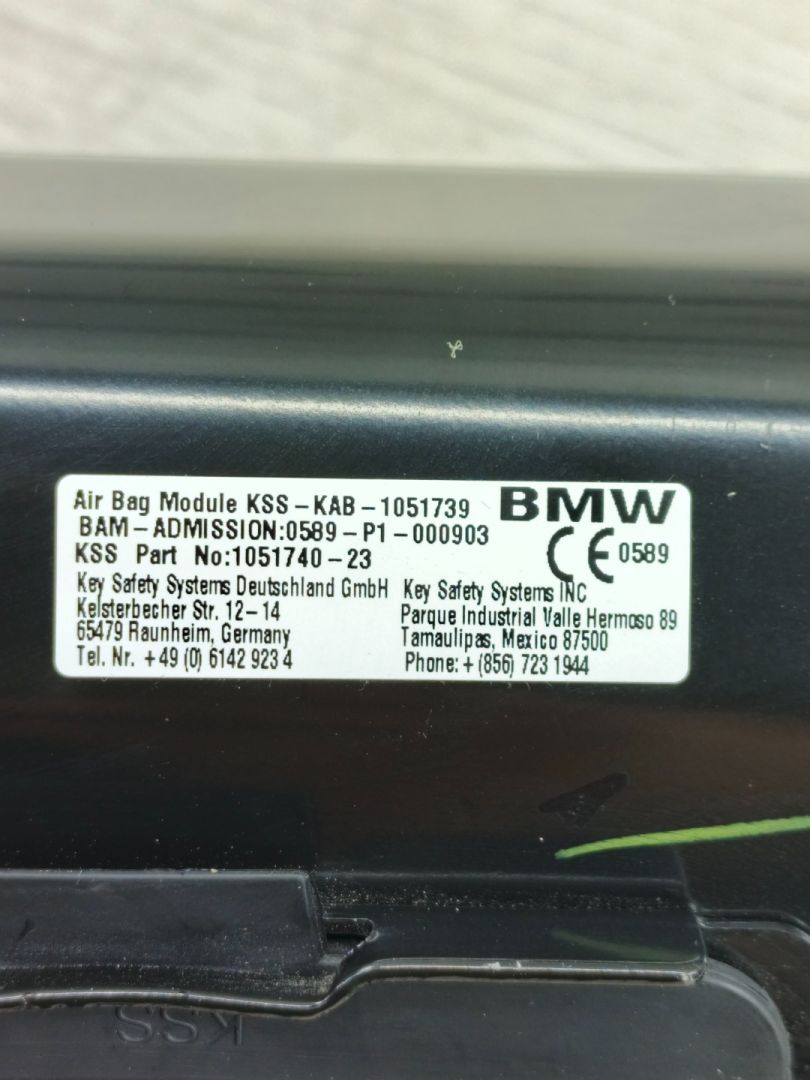 Air Bag Module KSS-KAB-1051739
BMW
BAM-ADMISSION:0589-P1-000903
KSS Part No:1051740-23
CE 0589
Key Safety Systems Deutschland GmbH
Kelsterbecher Str. 12-14
65479 Raunheim, Germany
Tel. Nr. +49 (0) 6142 923 4
Key Safety Systems INC
Parque Industrial Valle Hermoso 89
Tamaulipas, Mexico 87500
Phone: + (856) 723 1944
KSS